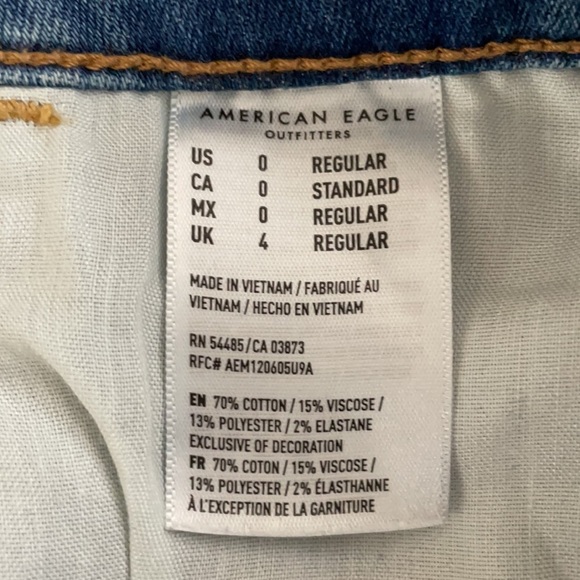 AMERICAN EAGLE
OUTFITTERS
US 0 REGULAR
CA 0 STANDARD
MX 0 REGULAR
UK 4 REGULAR
MADE IN VIETNAM / FABRIQUÉ AU
VIETNAM / HECHO EN VIETNAM
RN 54485 / CA 03873
RFC# AEM120605U9A
EN 70% COTTON / 15% VISCOSE /
13% POLYESTER / 2% ELASTANE
EXCLUSIVE OF DECORATION
FR 70% COTON / 15% VISCOSE /
13% POLYESTER / 2% ÉLASTHANNE
À L'EXCEPTION DE LA GARNITURE